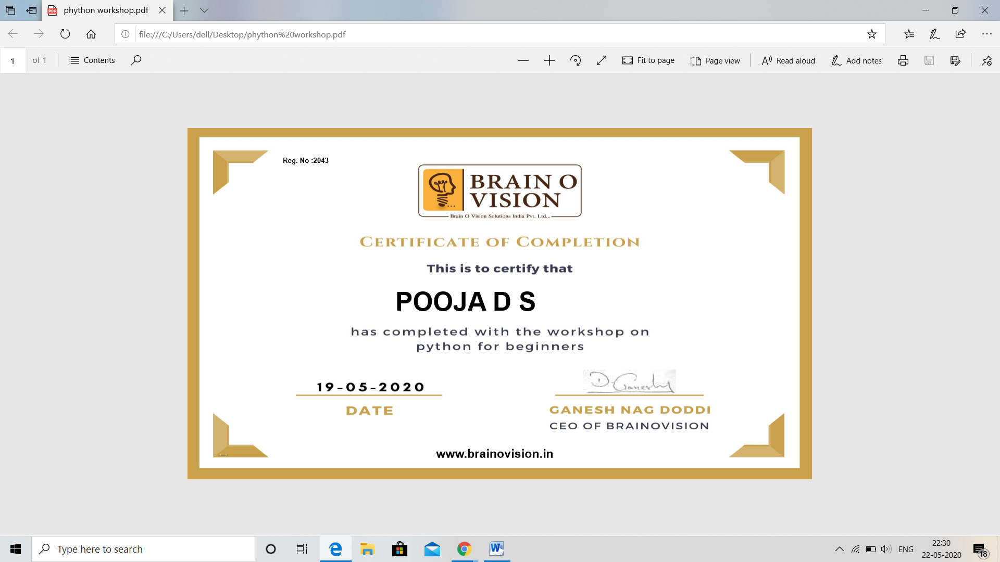 phython workshop.pdf
file:///C:/Users/dell/Desktop/phython%20workshop.pdf
1 of 1 Contents Fit to page Page view Read aloud Add notes
Reg. No :2043
BRAIN O
VISION
Brain O Vision Solutions India Pvt. Ltd...
CERTIFICATE OF COMPLETION
This is to certify that
POOJA D S
has completed with the workshop on
python for beginners
19-05-2020
D Ganesh
DATE
GANESH NAG DODDI
CEO OF BRAINOVISION
www.brainovision.in
Type here to search
ENG
22:30
22-05-2020
18